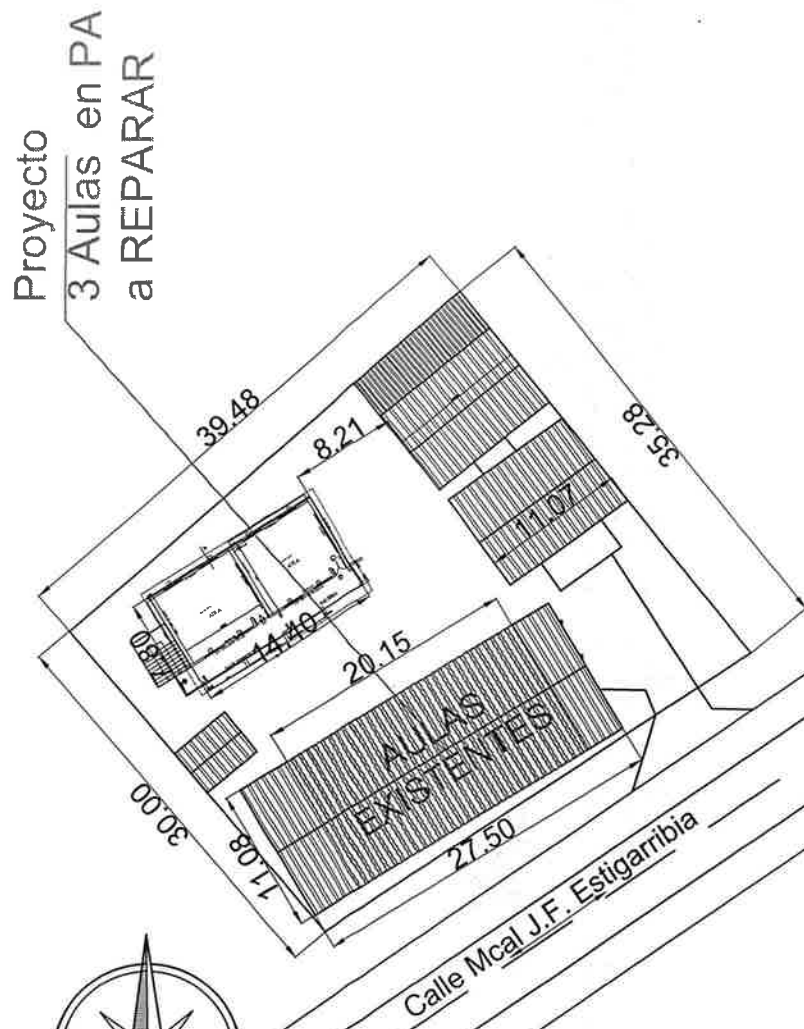 Proyecto
3 Aulas en PA
a REPARAR
39.48
8.21
35.28
11.07
7.80
14.40
20.15
AULAS
EXISTENTES
30.00
11.08
27.50
Calle Mcal J.F. Estigarribia